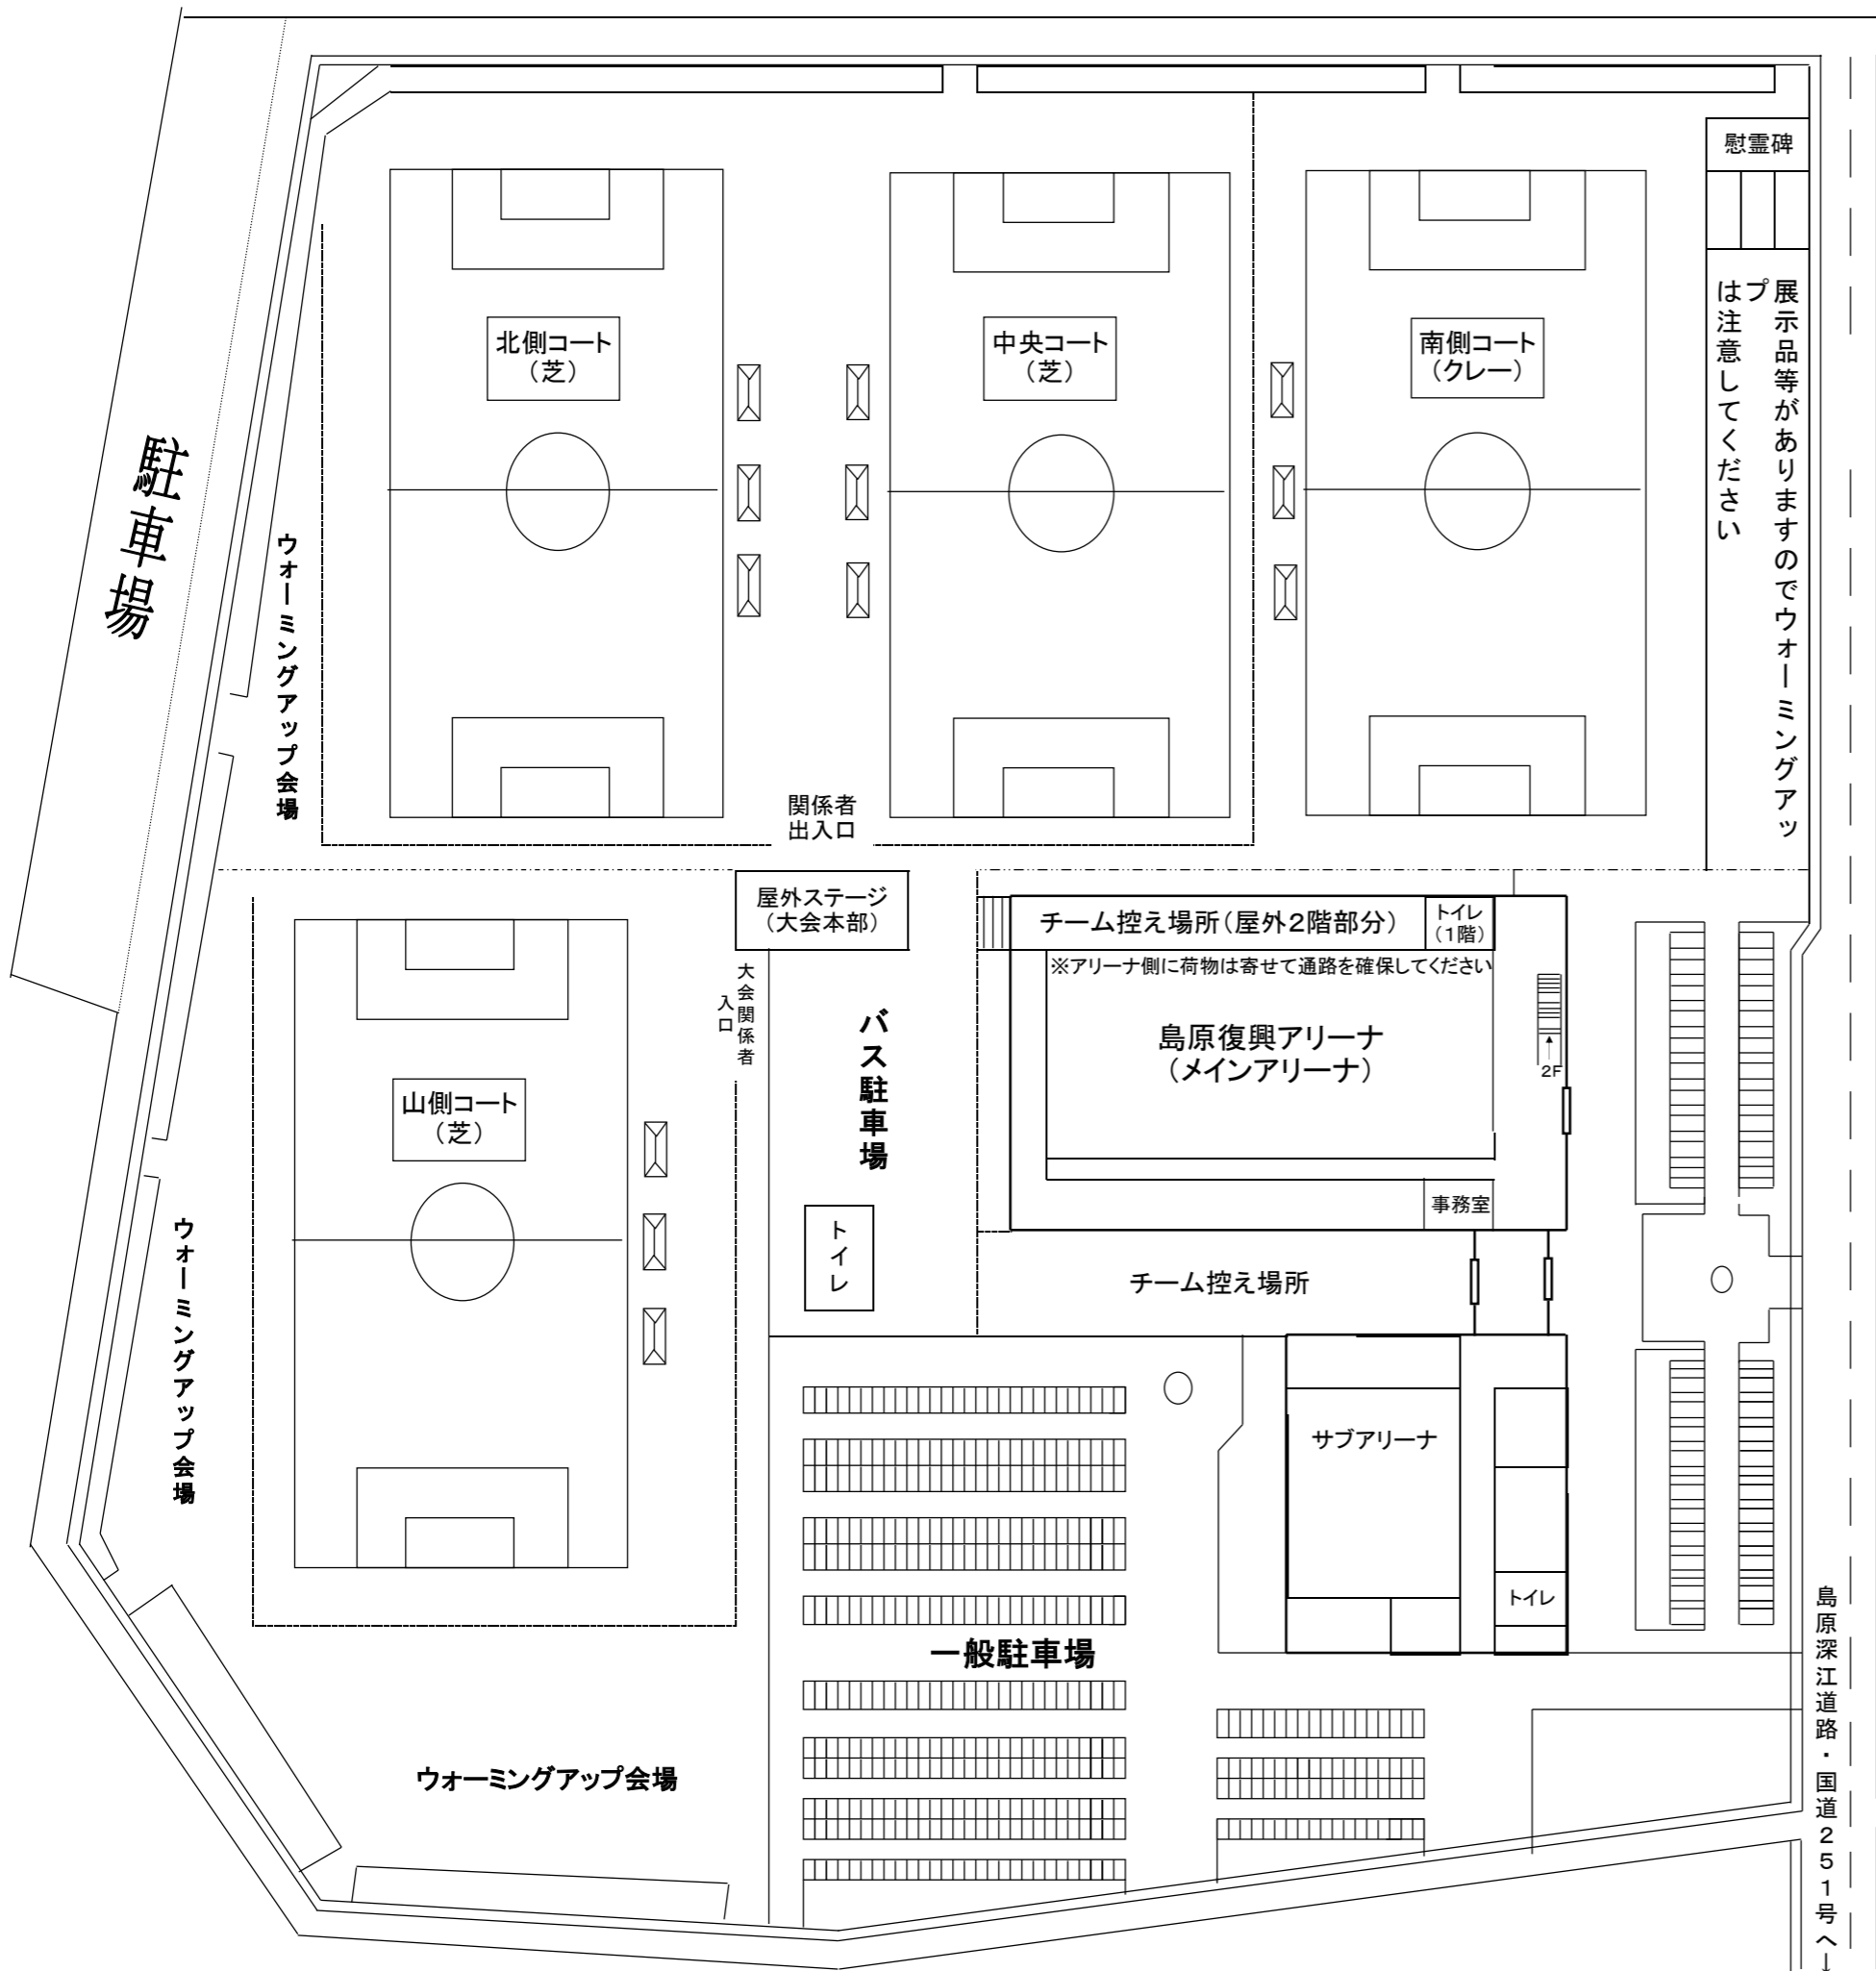 慰霊碑
展示品等がありますのでウォーミングアッ
プ
は注意してください
北側コート
（芝）
中央コート
（芝）
南側コート
（クレー）
駐車場
ウォーミングアップ会場
関係者
出入口
屋外ステージ
（大会本部）
チーム控え場所（屋外２階部分）
トイレ
（１階）
※アリーナ側に荷物は寄せて通路を確保してください
大会関係者
入口
バス駐車場
島原復興アリーナ
（メインアリーナ）
2F
山側コート
（芝）
事務室
トイレ
チーム控え場所
ウォーミングアップ会場
サブアリーナ
トイレ
一般駐車場
ウォーミングアップ会場
島原深江道路・国道２５１号へ↓